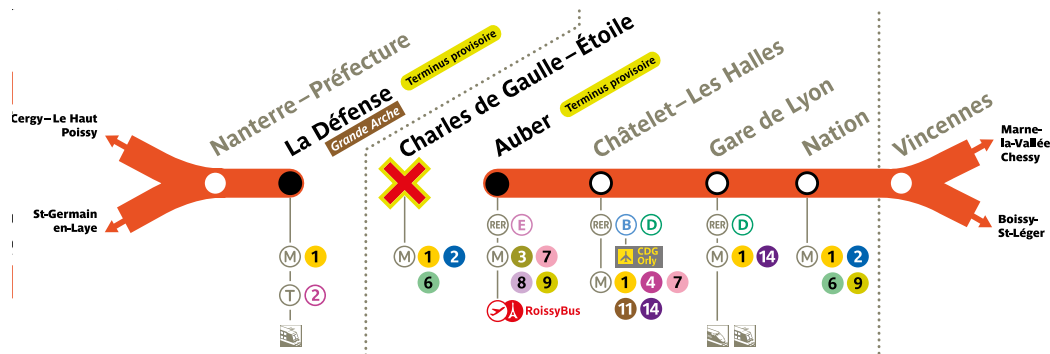 Cergy–Le Haut
Poissy
St-Germain
en-Laye
Nanterre–Préfecture
La Défense
Grande Arche
Terminus provisoire
Charles de Gaulle–Étoile
Auber
Terminus provisoire
Châtelet–Les Halles
Gare de Lyon
Nation
Vincennes
Marne-
la-Vallée
Chessy
Boissy-
St-Léger
M 1
T 2
M 1 2
6
RER E
M 3 7
8 9
RoissyBus
RER B D
CDG
Orly
M 1 4 7
11 14
RER D
M 1 14
M 1 2
6 9